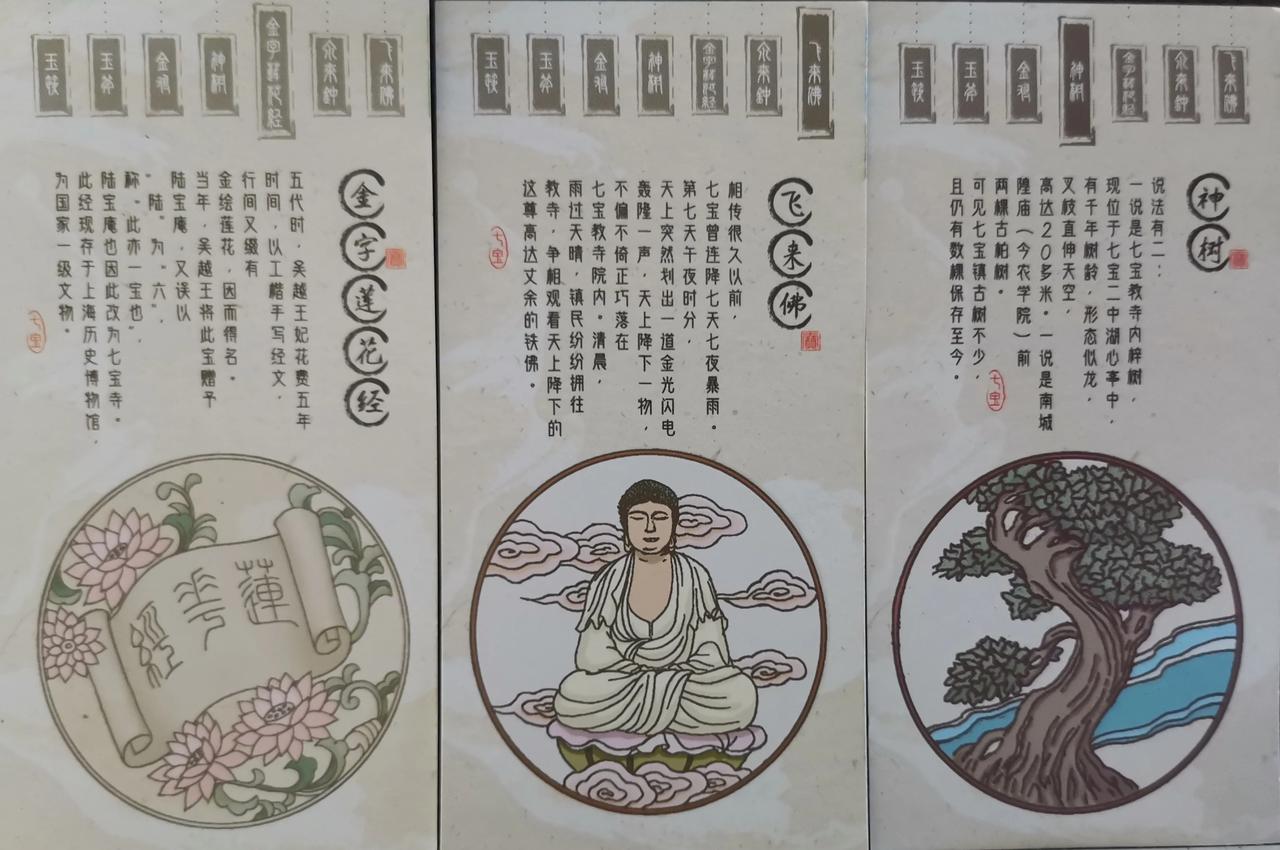 飞来佛
氽来钟
金字莲花经
神树
金鸡
玉斧
玉筷
金字莲花经
五代时，吴越王妃花费五年
时间，以工楷手写经文，
行间又缀有
金绘莲花，因而得名。
当年，吴越王将此宝赠予
陆宝庵，又误以
“陆”为“六”，
称“此亦一宝也”，
陆宝庵也因此改为七宝寺。
此经现存于上海历史博物馆，
为国家一级文物。
七宝
蓮華經
飞来佛
氽来钟
金字莲花经
神树
金鸡
玉斧
玉筷
飞来佛
相传很久以前，
七宝曾连降七天七夜暴雨。
第七天午夜时分，
天上突然划出一道金光闪电
轰隆一声，天上降下一物，
不偏不倚正巧落在
七宝教寺院内。清晨，
雨过天晴，镇民纷纷拥往
教寺，争相观看天上降下的
这尊高达丈余的铁佛。
七宝
飞来佛
氽来钟
金字莲花经
神树
金鸡
玉斧
玉筷
神树
说法有二：
一说是七宝教寺内梓树，
现位于七宝二中湖心亭中，
有千年树龄，形态似龙，
叉枝直伸天空，
高达20多米。一说是南城
隍庙（今农学院）前
两棵古柏树。
可见七宝镇古树不少，
且仍有数棵保存至今。
七宝